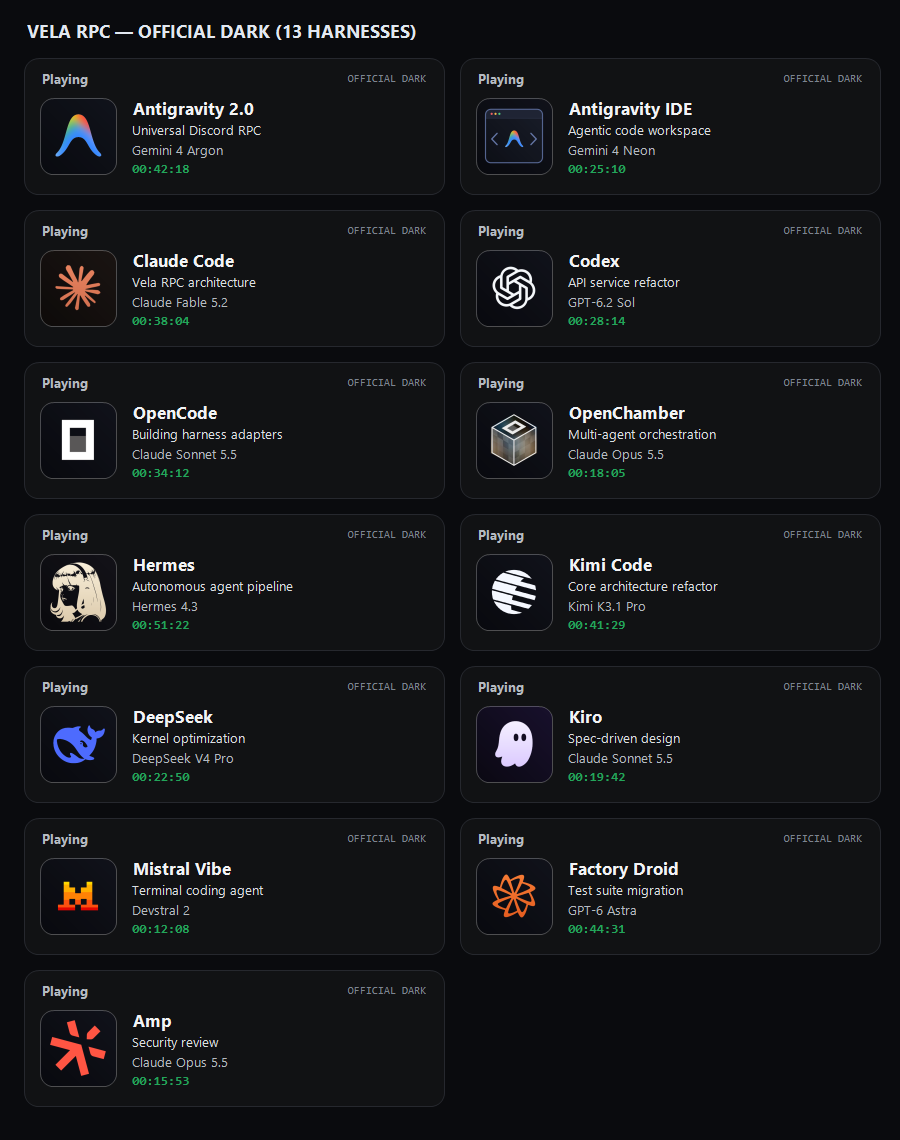 VELA RPC — OFFICIAL DARK (13 HARNESSES)
Playing
OFFICIAL DARK
Antigravity 2.0
Universal Discord RPC
Gemini 4 Argon
00:42:18
Playing
OFFICIAL DARK
Antigravity IDE
Agentic code workspace
Gemini 4 Neon
00:25:10
Playing
OFFICIAL DARK
Claude Code
Vela RPC architecture
Claude Fable 5.2
00:38:04
Playing
OFFICIAL DARK
Codex
API service refactor
GPT-6.2 Sol
00:28:14
Playing
OFFICIAL DARK
OpenCode
Building harness adapters
Claude Sonnet 5.5
00:34:12
Playing
OFFICIAL DARK
OpenChamber
Multi-agent orchestration
Claude Opus 5.5
00:18:05
Playing
OFFICIAL DARK
Hermes
Autonomous agent pipeline
Hermes 4.3
00:51:22
Playing
OFFICIAL DARK
Kimi Code
Core architecture refactor
Kimi K3.1 Pro
00:41:29
Playing
OFFICIAL DARK
DeepSeek
Kernel optimization
DeepSeek V4 Pro
00:22:50
Playing
OFFICIAL DARK
Kiro
Spec-driven design
Claude Sonnet 5.5
00:19:42
Playing
OFFICIAL DARK
Mistral Vibe
Terminal coding agent
Devstral 2
00:12:08
Playing
OFFICIAL DARK
Factory Droid
Test suite migration
GPT-6 Astra
00:44:31
Playing
OFFICIAL DARK
Amp
Security review
Claude Opus 5.5
00:15:53